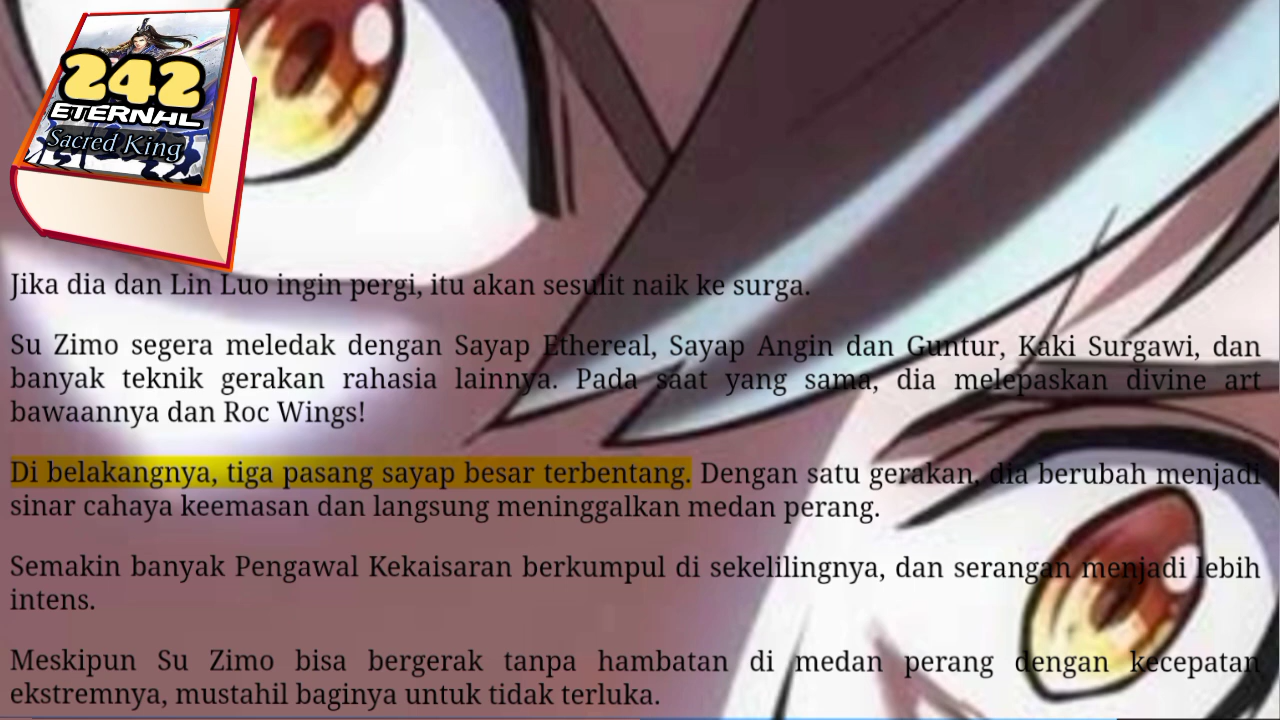 242
ETERNAL
Sacred King
Jika dia dan Lin Luo ingin pergi, itu akan sesulit naik ke surga.
Su Zimo segera meledak dengan Sayap Ethereal, Sayap Angin dan Guntur, Kaki Surgawi, dan
banyak teknik gerakan rahasia lainnya. Pada saat yang sama, dia melepaskan divine art
bawaannya dan Roc Wings!
Di belakangnya, tiga pasang sayap besar terbentang. Dengan satu gerakan, dia berubah menjadi
sinar cahaya keemasan dan langsung meninggalkan medan perang.
Semakin banyak Pengawal Kekaisaran berkumpul di sekelilingnya, dan serangan menjadi lebih
intens.
Meskipun Su Zimo bisa bergerak tanpa hambatan di medan perang dengan kecepatan
ekstremnya, mustahil baginya untuk tidak terluka.